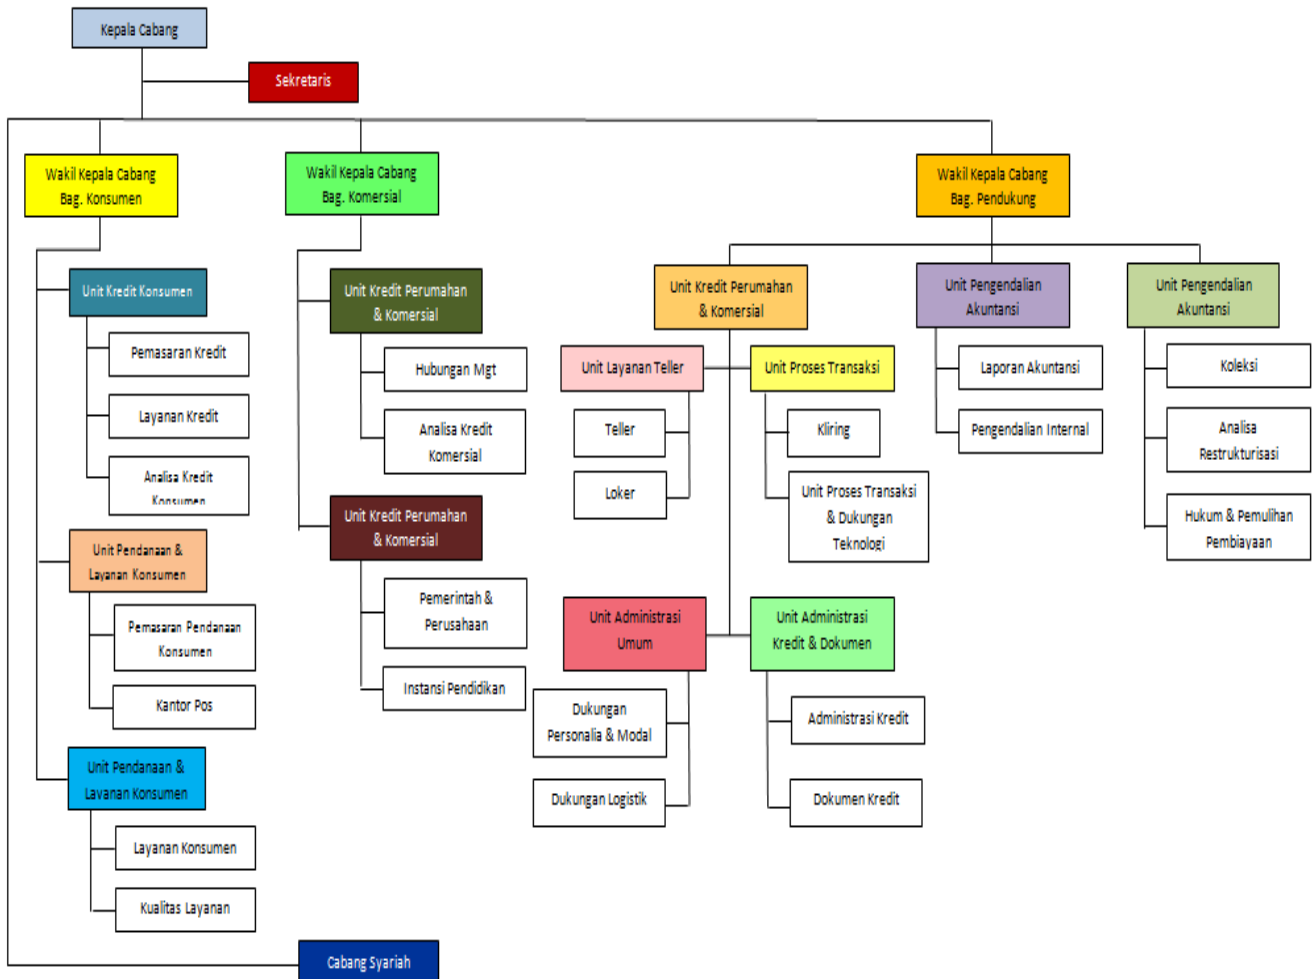 Kepala Cabang
Sekretaris
Wakil Kepala Cabang
Bag. Konsumen
Unit Kredit Konsumen
Pemasaran Kredit
Layanan Kredit
Analisa Kredit
Konsumen
Unit Pendanaan &
Layanan Konsumen
Pemasaran Pendanaan
Konsumen
Kantor Pos
Unit Pendanaan &
Layanan Konsumen
Layanan Konsumen
Kualitas Layanan
Wakil Kepala Cabang
Bag. Komersial
Unit Kredit Perumahan
& Komersial
Hubungan Mgt
Analisa Kredit
Komersial
Unit Kredit Perumahan
& Komersial
Pemerintah &
Perusahaan
Instansi Pendidikan
Wakil Kepala Cabang
Bag. Pendukung
Unit Kredit Perumahan
& Komersial
Unit Layanan Teller
Teller
Loker
Unit Proses Transaksi
Kliring
Unit Proses Transaksi
& Dukungan
Teknologi
Unit Administrasi
Umum
Dukungan
Personalia & Modal
Dukungan Logistik
Unit Administrasi
Kredit & Dokumen
Administrasi Kredit
Dokumen Kredit
Unit Pengendalian
Akuntansi
Laporan Akuntansi
Pengendalian Internal
Unit Pengendalian
Akuntansi
Koleksi
Analisa
Restrukturisasi
Hukum & Pemulihan
Pembiayaan
Cabang Syariah